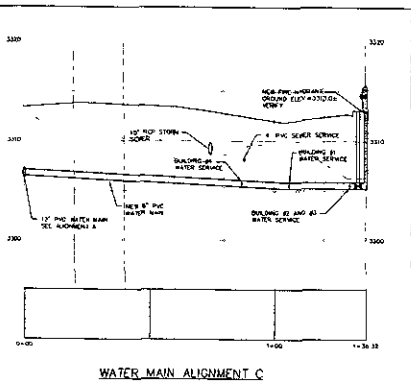 3320
3320
NEW FIRE HYDRANT
GROUND ELEV =3313.0±
VERIFY
15" RCP STORM
SEWER
4" PVC SEWER SERVICE
3310
3310
BUILDING #1
WATER SERVICE
BUILDING #4
WATER SERVICE
NEW 8" PVC
WATER MAIN
12" PVC WATER MAIN
SEE ALIGNMENT A
BUILDING #2 AND #3
WATER SERVICE
3300
3300
0+00
1+00
1+36.32
WATER MAIN ALIGNMENT C